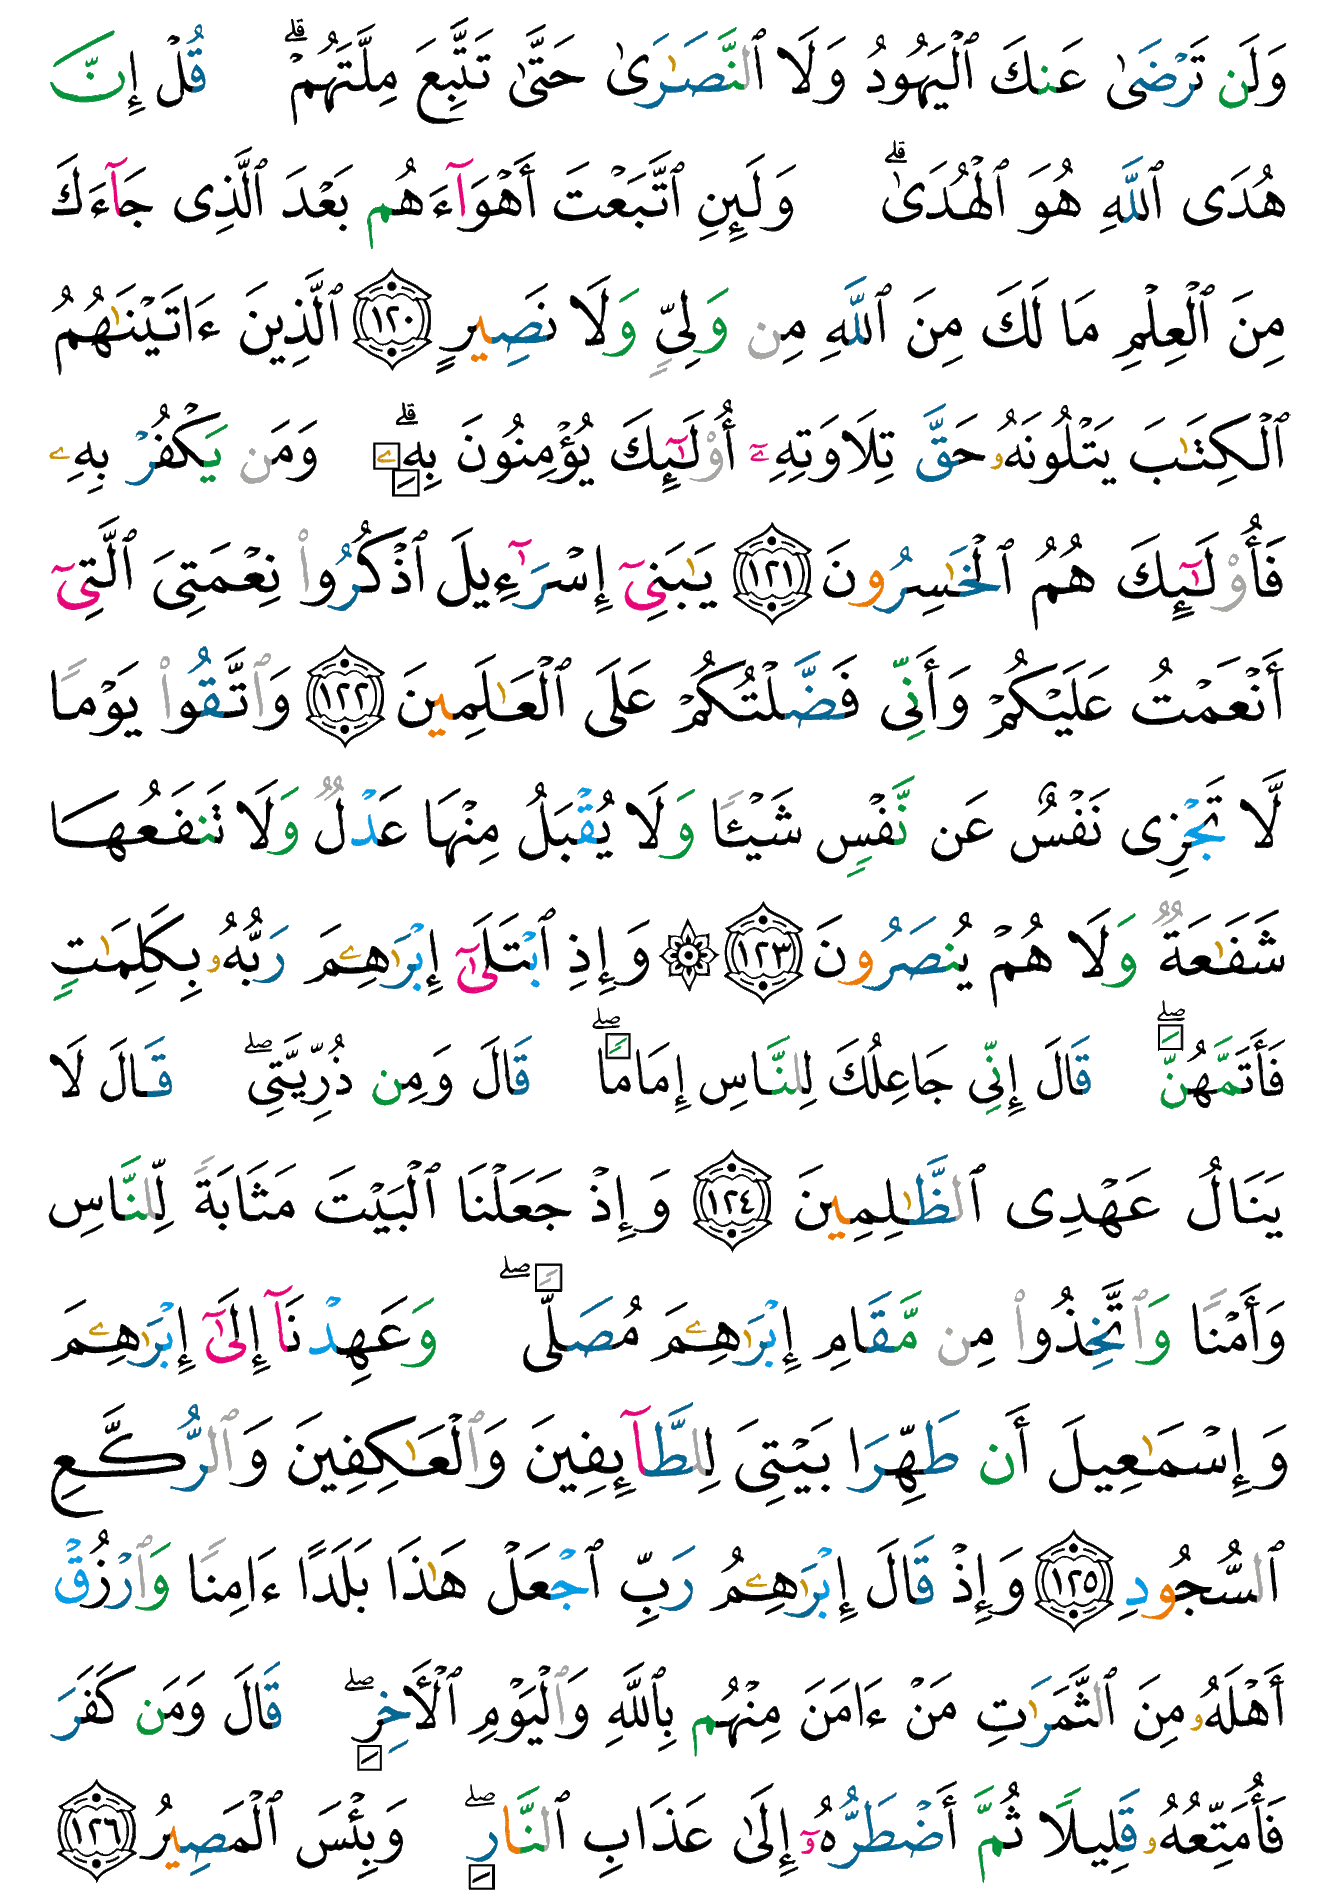 وَلَن تَرْضَىٰ عَنكَ ٱلْيَهُودُ وَلَا ٱلنَّصَـٰرَىٰ حَتَّىٰ تَتَّبِعَ مِلَّتَهُمْ ۗ قُلْ إِنَّ
هُدَى ٱللَّهِ هُوَ ٱلْهُدَىٰ ۗ وَلَئِنِ ٱتَّبَعْتَ أَهْوَآءَهُم بَعْدَ ٱلَّذِى جَآءَكَ
مِنَ ٱلْعِلْمِ مَا لَكَ مِنَ ٱللَّهِ مِن وَلِىٍّ وَلَا نَصِيرٍ ١٢٠ ٱلَّذِينَ ءَاتَيْنَـٰهُمُ
ٱلْكِتَـٰبَ يَتْلُونَهُۥ حَقَّ تِلَاوَتِهِۦٓ أُو۟لَـٰٓئِكَ يُؤْمِنُونَ بِهِۦ ۗ وَمَن يَكْفُرْ بِهِۦ
فَأُو۟لَـٰٓئِكَ هُمُ ٱلْخَـٰسِرُونَ ١٢١ يَـٰبَنِىٓ إِسْرَٰٓءِيلَ ٱذْكُرُوا۟ نِعْمَتِىَ ٱلَّتِىٓ
أَنْعَمْتُ عَلَيْكُمْ وَأَنِّى فَضَّلْتُكُمْ عَلَى ٱلْعَـٰلَمِينَ ١٢٢ وَٱتَّقُوا۟ يَوْمًا
لَّا تَجْزِى نَفْسٌ عَن نَّفْسٍ شَيْـًٔا وَلَا يُقْبَلُ مِنْهَا عَدْلٌ وَلَا تَنفَعُهَا
شَفَـٰعَةٌ وَلَا هُمْ يُنصَرُونَ ١٢٣ ۞ وَإِذِ ٱبْتَلَىٰٓ إِبْرَٰهِـۧمَ رَبُّهُۥ بِكَلِمَـٰتٍ
فَأَتَمَّهُنَّ ۖ قَالَ إِنِّى جَاعِلُكَ لِلنَّاسِ إِمَامًا ۖ قَالَ وَمِن ذُرِّيَّتِى ۖ قَالَ لَا
يَنَالُ عَهْدِى ٱلظَّـٰلِمِينَ ١٢٤ وَإِذْ جَعَلْنَا ٱلْبَيْتَ مَثَابَةً لِّلنَّاسِ
وَأَمْنًا وَٱتَّخِذُوا۟ مِن مَّقَامِ إِبْرَٰهِـۧمَ مُصَلًّى ۖ وَعَهِدْنَآ إِلَىٰٓ إِبْرَٰهِـۧمَ
وَإِسْمَـٰعِيلَ أَن طَهِّرَا بَيْتِىَ لِلطَّآئِفِينَ وَٱلْعَـٰكِفِينَ وَٱلرُّكَّعِ
ٱلسُّجُودِ ١٢٥ وَإِذْ قَالَ إِبْرَٰهِـۧمُ رَبِّ ٱجْعَلْ هَـٰذَا بَلَدًا ءَامِنًا وَٱرْزُقْ
أَهْلَهُۥ مِنَ ٱلثَّمَرَٰتِ مَنْ ءَامَنَ مِنْهُم بِٱللَّهِ وَٱلْيَوْمِ ٱلْـَٔاخِرِ ۖ قَالَ وَمَن كَفَرَ
فَأُمَتِّعُهُۥ قَلِيلًا ثُمَّ أَضْطَرُّهُۥٓ إِلَىٰ عَذَابِ ٱلنَّارِ ۖ وَبِئْسَ ٱلْمَصِيرُ ١٢٦